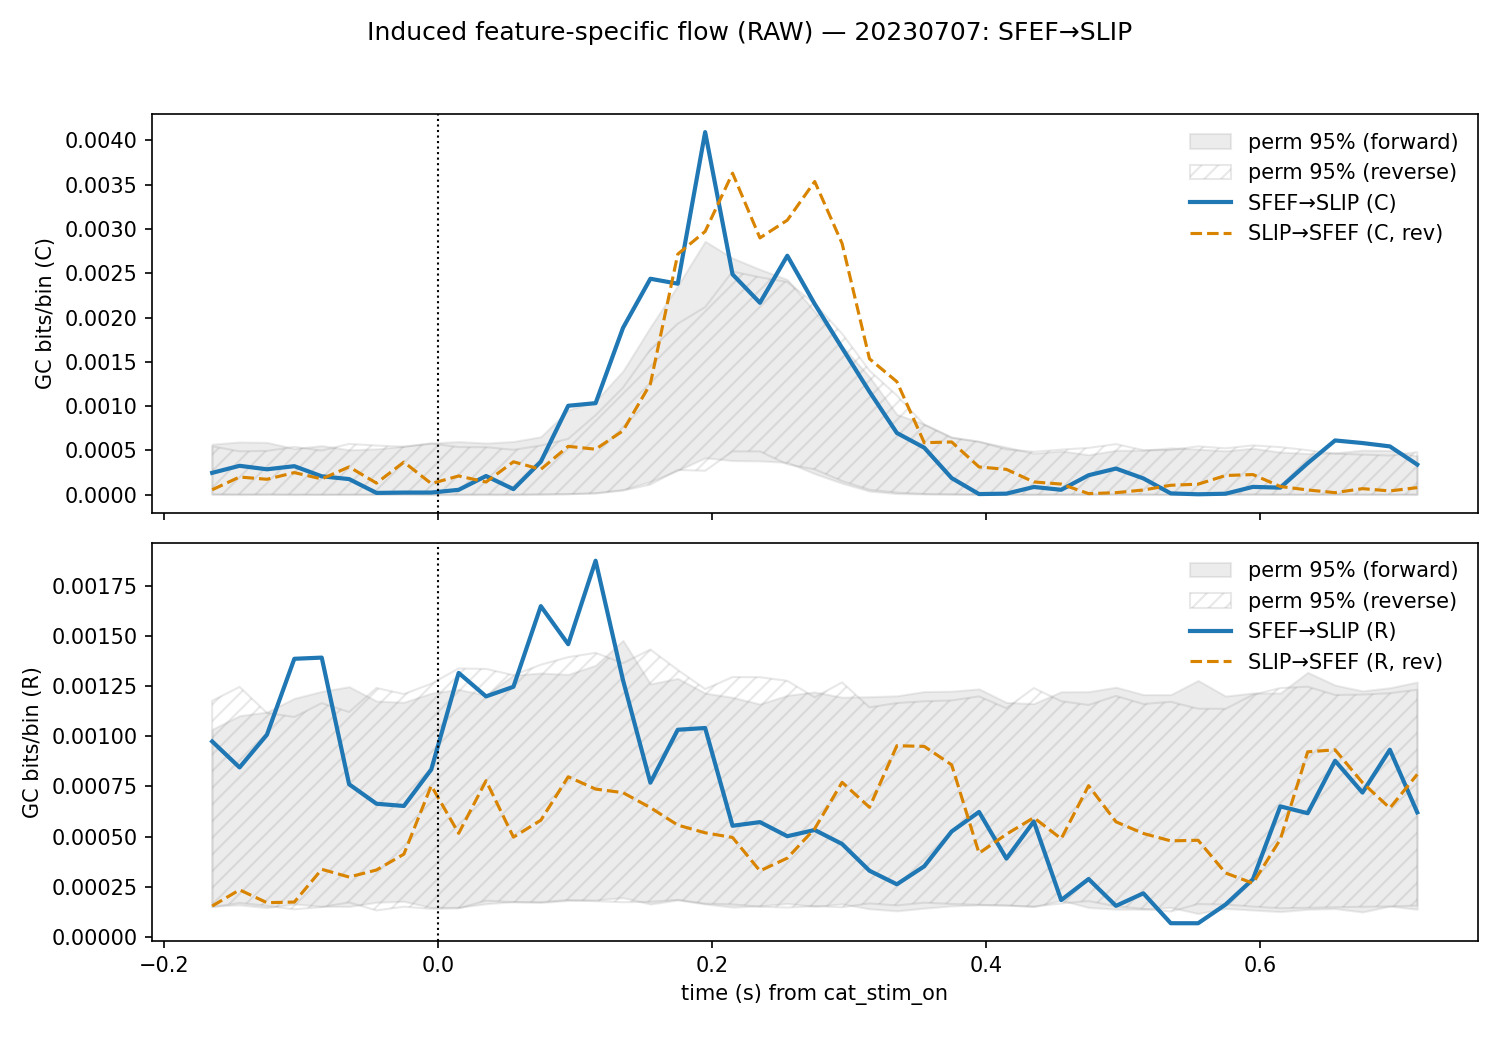 Induced feature-specific flow (RAW) — 20230707: SFEF→SLIP
GC bits/bin (C)
0.0040
0.0035
0.0030
0.0025
0.0020
0.0015
0.0010
0.0005
0.0000
perm 95% (forward)
perm 95% (reverse)
SFEF→SLIP (C)
SLIP→SFEF (C, rev)
GC bits/bin (R)
0.00175
0.00150
0.00125
0.00100
0.00075
0.00050
0.00025
0.00000
perm 95% (forward)
perm 95% (reverse)
SFEF→SLIP (R)
SLIP→SFEF (R, rev)
−0.2 0.0 0.2 0.4 0.6
time (s) from cat_stim_on